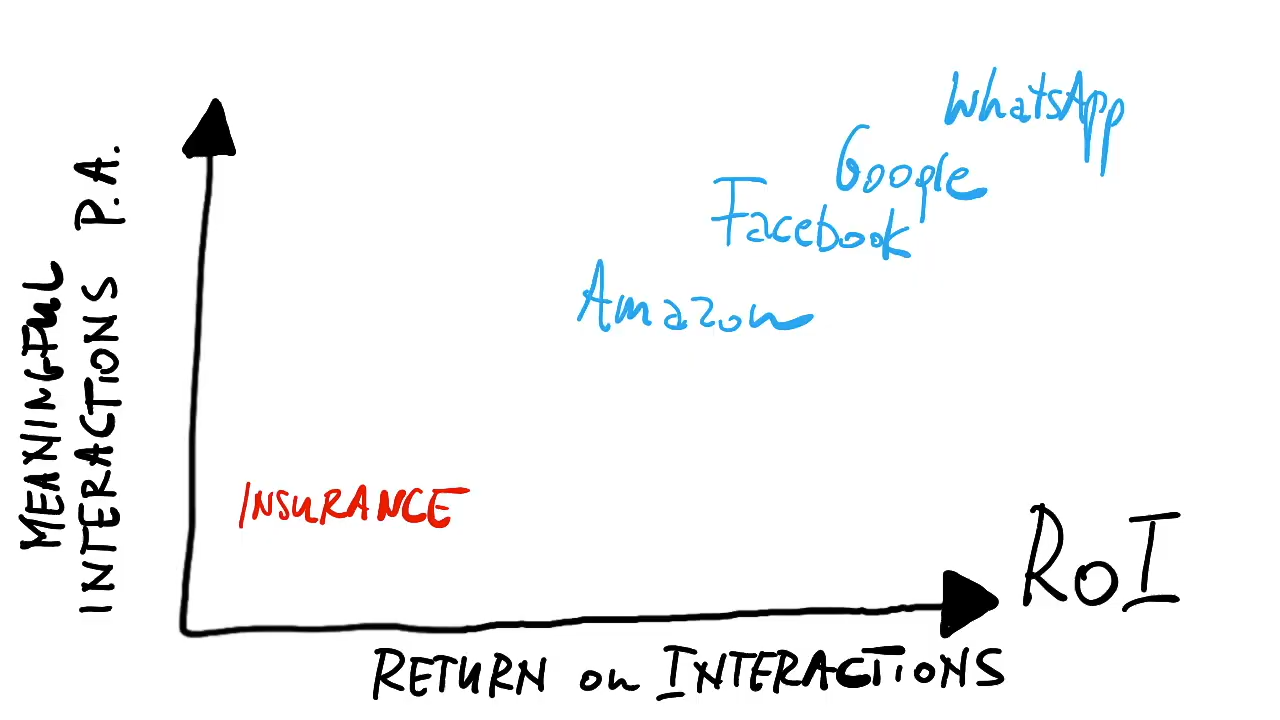 WhatsApp
Google
Facebook
Amazon
MEANINGFUL
INTERACTIONS P.A.
INSURANCE
RoI
RETURN on INTERACTIONS